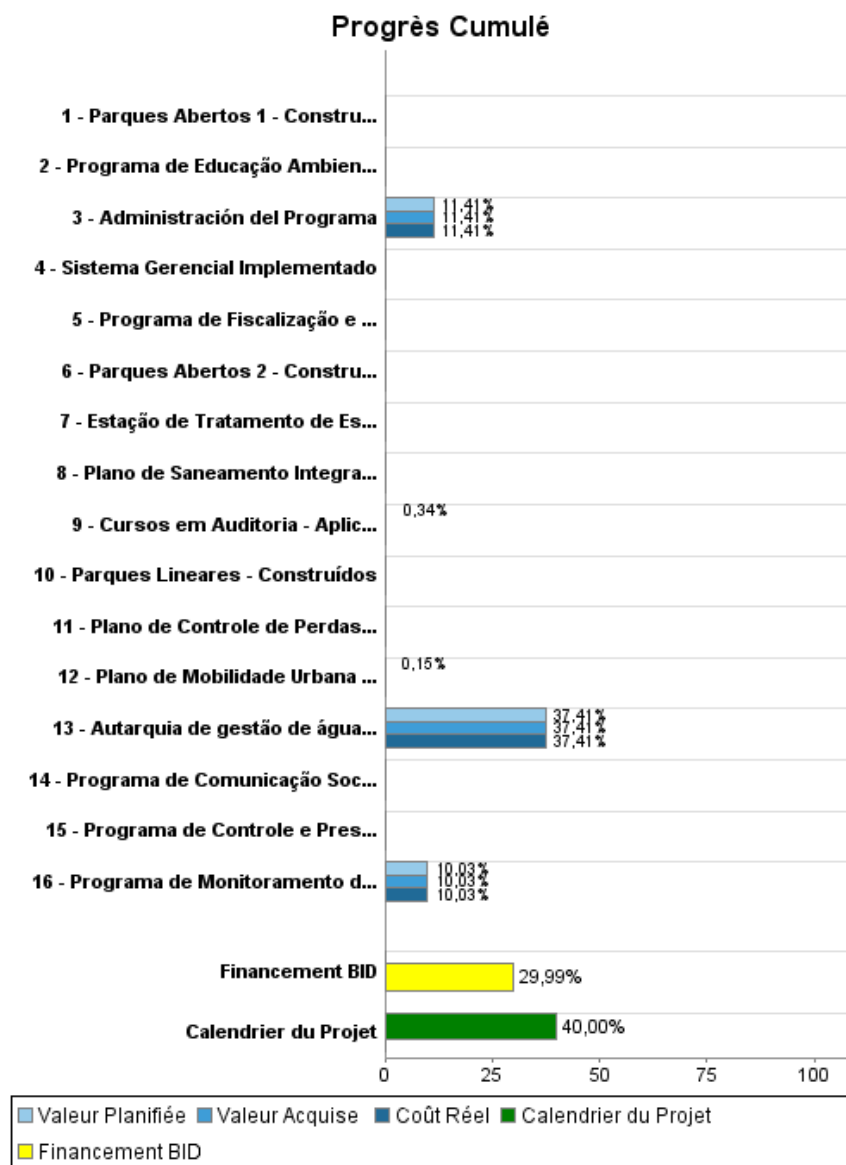 Progrès Cumulé
1 - Parques Abertos 1 - Constru...
2 - Programa de Educação Ambien...
3 - Administración del Programa
11,41%
11,41%
11,41%
4 - Sistema Gerencial Implementado
5 - Programa de Fiscalização e ...
6 - Parques Abertos 2 - Constru...
7 - Estação de Tratamento de Es...
8 - Plano de Saneamento Integra...
0,34%
9 - Cursos em Auditoria - Aplic...
10 - Parques Lineares - Construídos
11 - Plano de Controle de Perdas...
0,15%
12 - Plano de Mobilidade Urbana ...
37,41%
13 - Autarquia de gestão de água...
37,41%
37,41%
14 - Programa de Comunicação Soc...
15 - Programa de Controle e Pres...
10,03%
16 - Programa de Monitoramento d...
10,03%
10,03%
Financement BID
29,99%
Calendrier du Projet
40,00%
0 25 50 75 100
Valeur Planifiée Valeur Acquise Coût Réel Calendrier du Projet
Financement BID